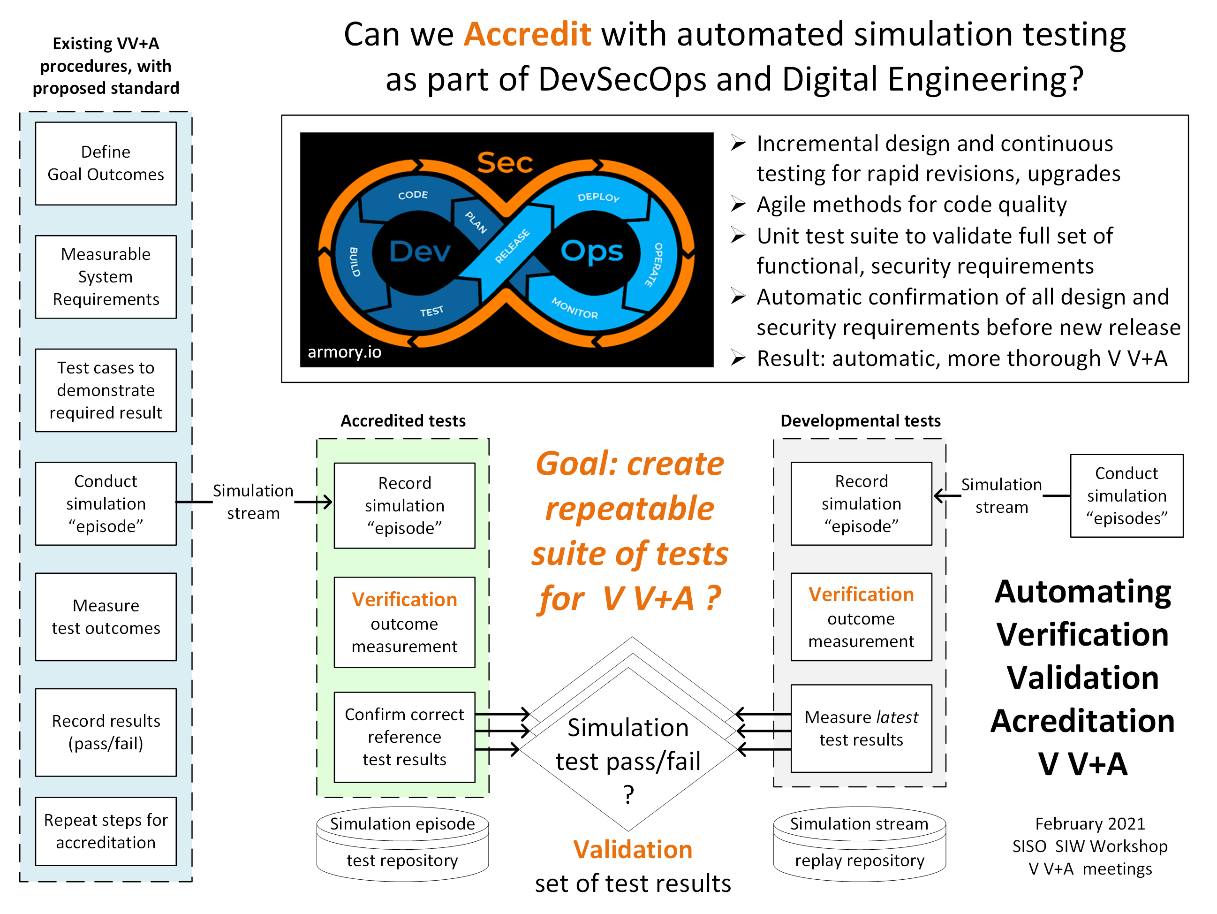 Can we Accredit with automated simulation testing
as part of DevSecOps and Digital Engineering?
Existing VV+A
procedures, with
proposed standard
Define
Goal Outcomes
Measurable
System
Requirements
Test cases to
demonstrate
required result
Conduct
simulation
“episode”
Measure
test outcomes
Record results
(pass/fail)
Repeat steps for
accreditation
Sec
Dev
Ops
CODE
PLAN
BUILD
TEST
RELEASE
DEPLOY
OPERATE
MONITOR
armory.io
➢ Incremental design and continuous
testing for rapid revisions, upgrades
➢ Agile methods for code quality
➢ Unit test suite to validate full set of
functional, security requirements
➢ Automatic confirmation of all design and
security requirements before new release
➢ Result: automatic, more thorough V V+A
Simulation
stream
Accredited tests
Record
simulation
“episode”
Verification
outcome
measurement
Confirm correct
reference
test results
Simulation episode
test repository
Goal: create
repeatable
suite of tests
for V V+A ?
Simulation
test pass/fail
?
Validation
set of test results
Developmental tests
Record
simulation
“episode”
Verification
outcome
measurement
Measure latest
test results
Simulation stream
replay repository
Simulation
stream
Conduct
simulation
“episodes”
Automating
Verification
Validation
Acreditation
V V+A
February 2021
SISO SIW Workshop
V V+A meetings